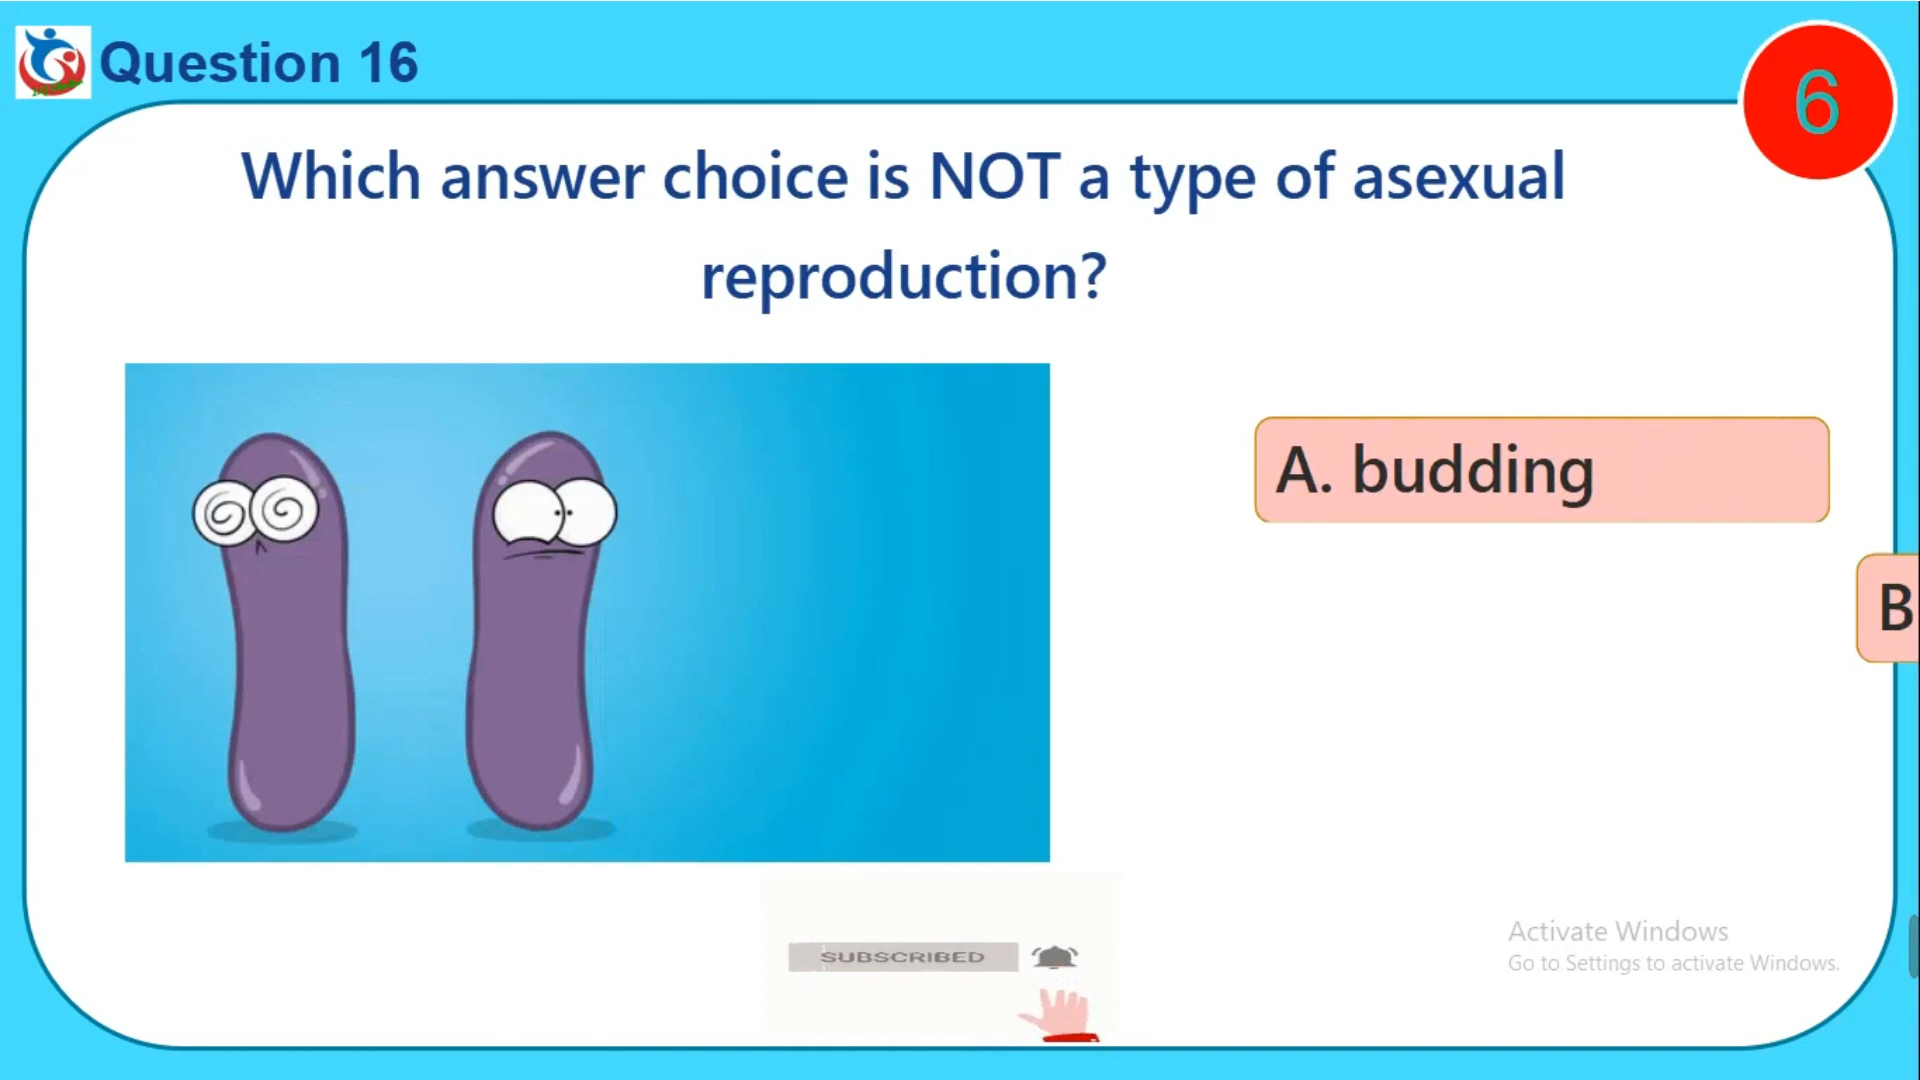 Question 16
6
Which answer choice is NOT a type of asexual
reproduction?
A. budding
B
SUBSCRIBED
Activate Windows
Go to Settings to activate Windows.